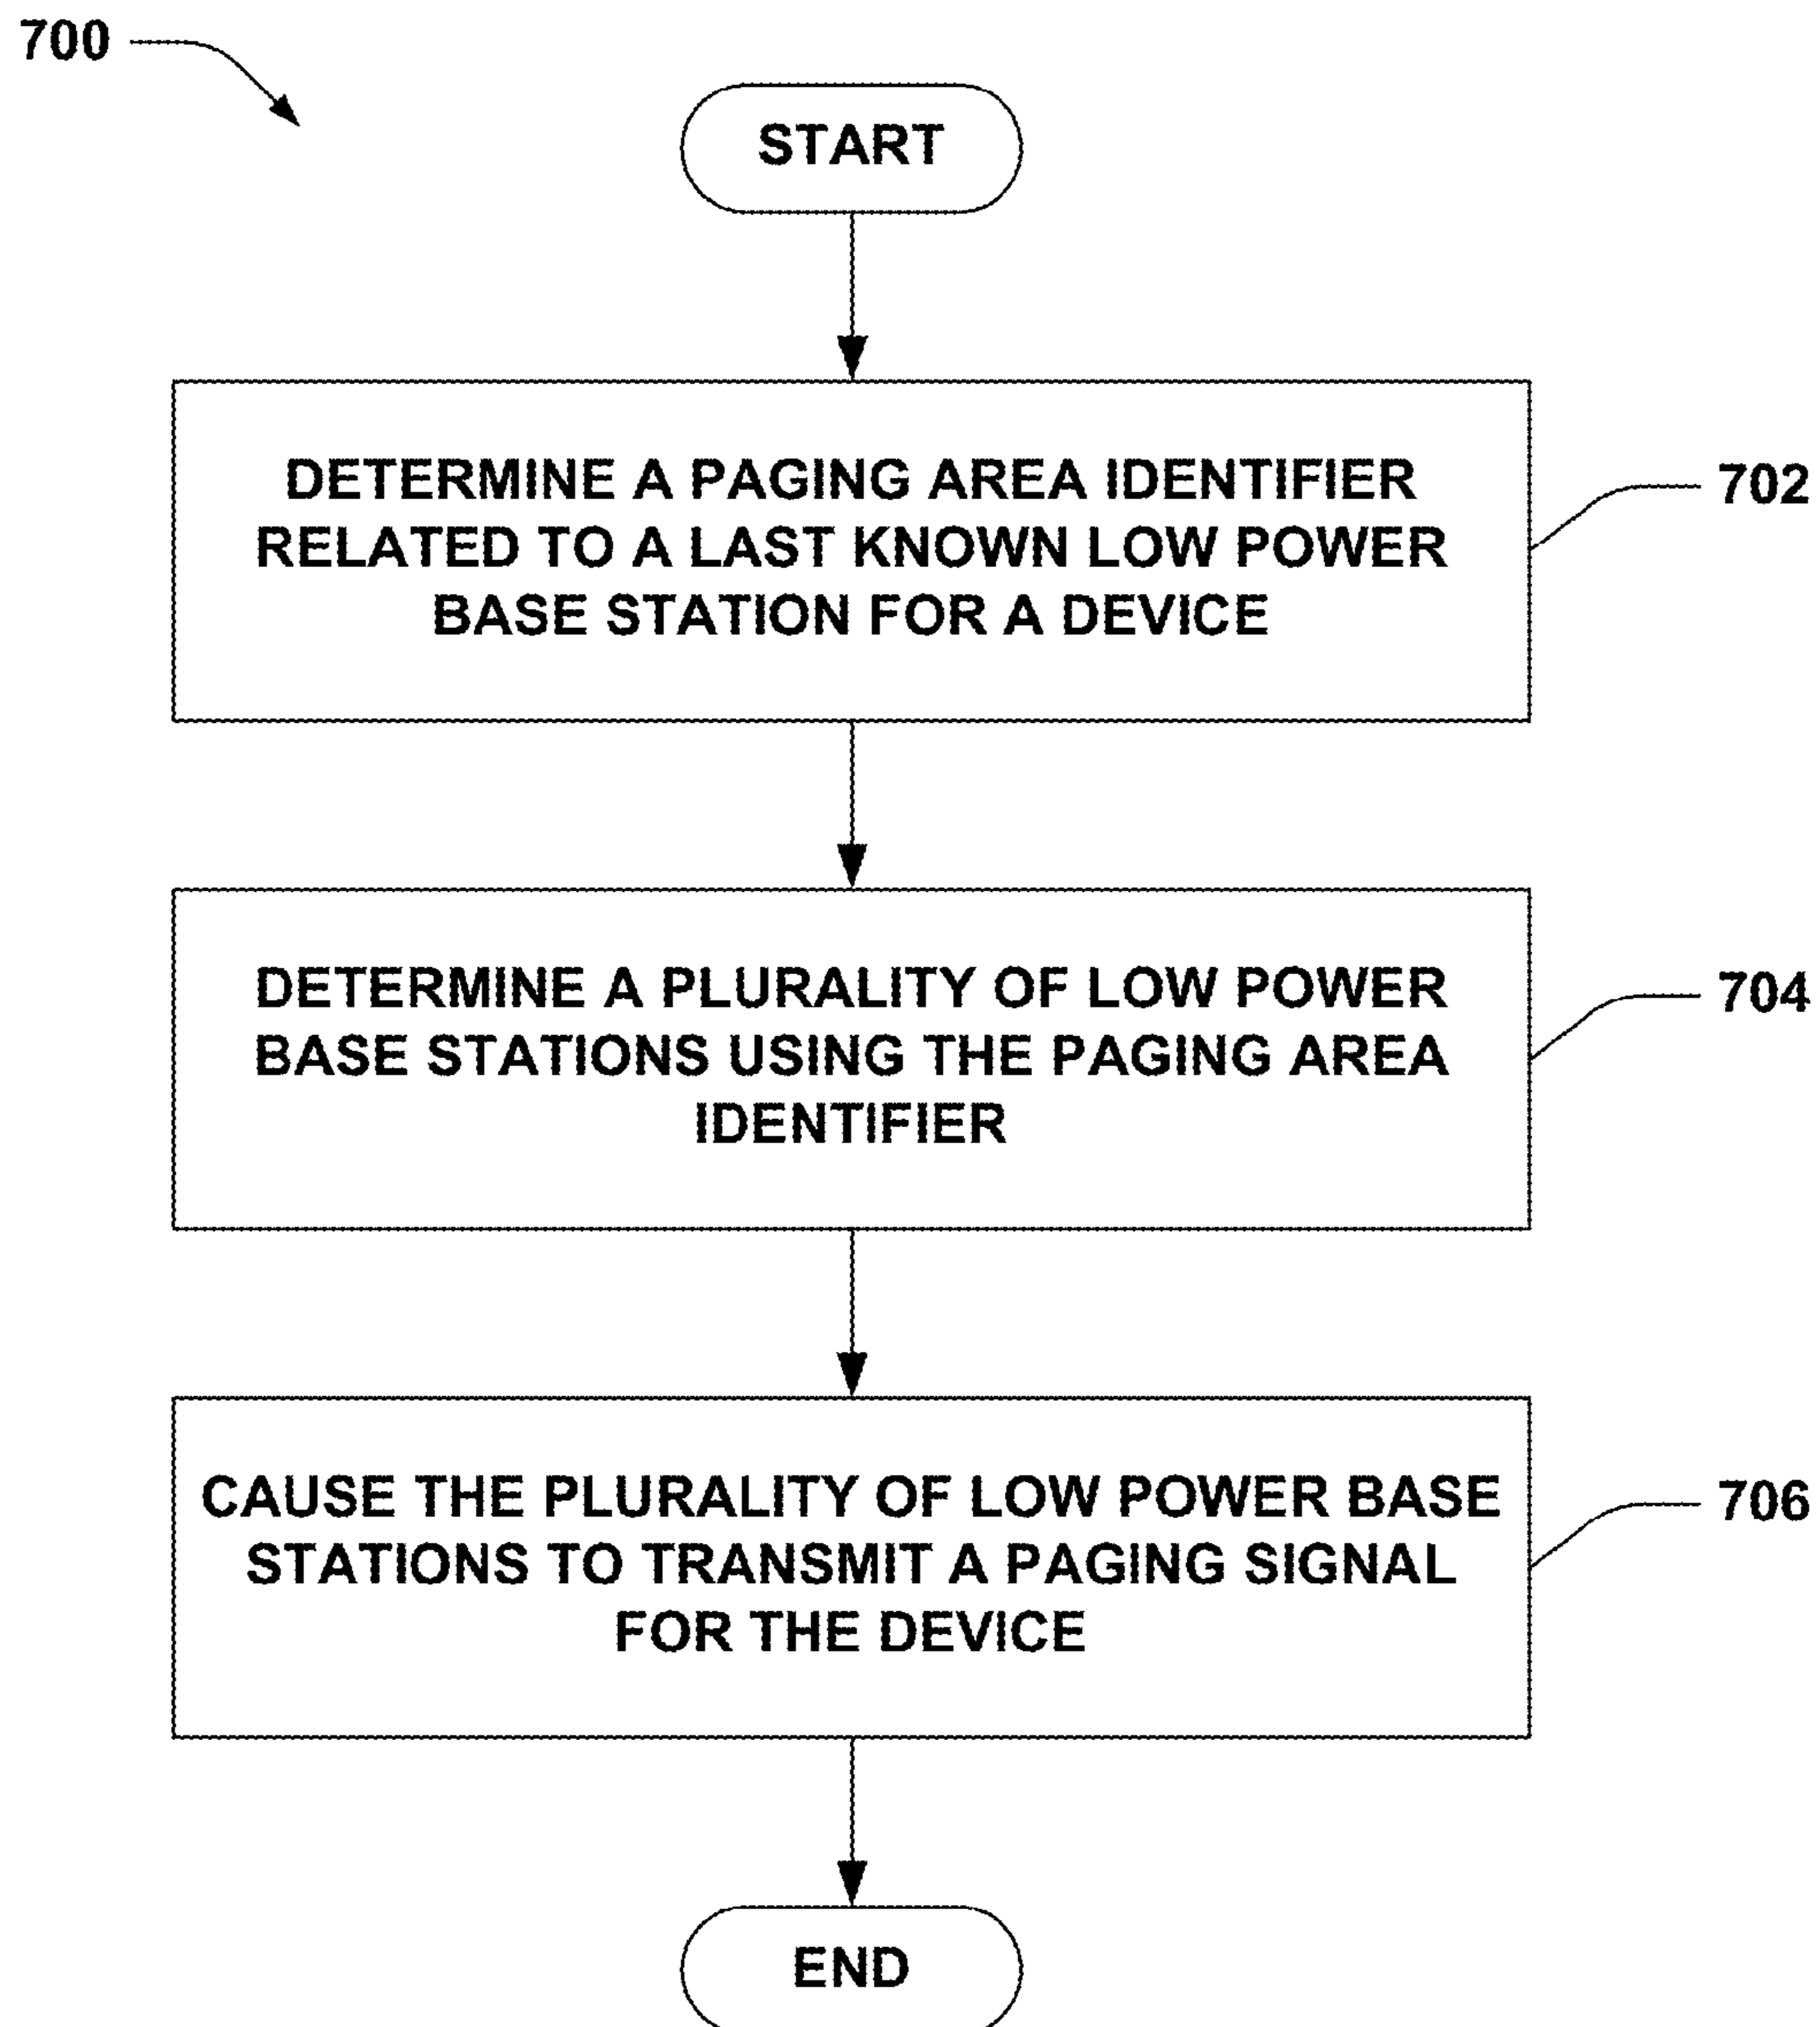 700
START
DETERMINE A PAGING AREA IDENTIFIER
RELATED TO A LAST KNOWN LOW POWER
BASE STATION FOR A DEVICE
702
DETERMINE A PLURALITY OF LOW POWER
BASE STATIONS USING THE PAGING AREA
IDENTIFIER
704
CAUSE THE PLURALITY OF LOW POWER BASE
STATIONS TO TRANSMIT A PAGING SIGNAL
FOR THE DEVICE
706
END